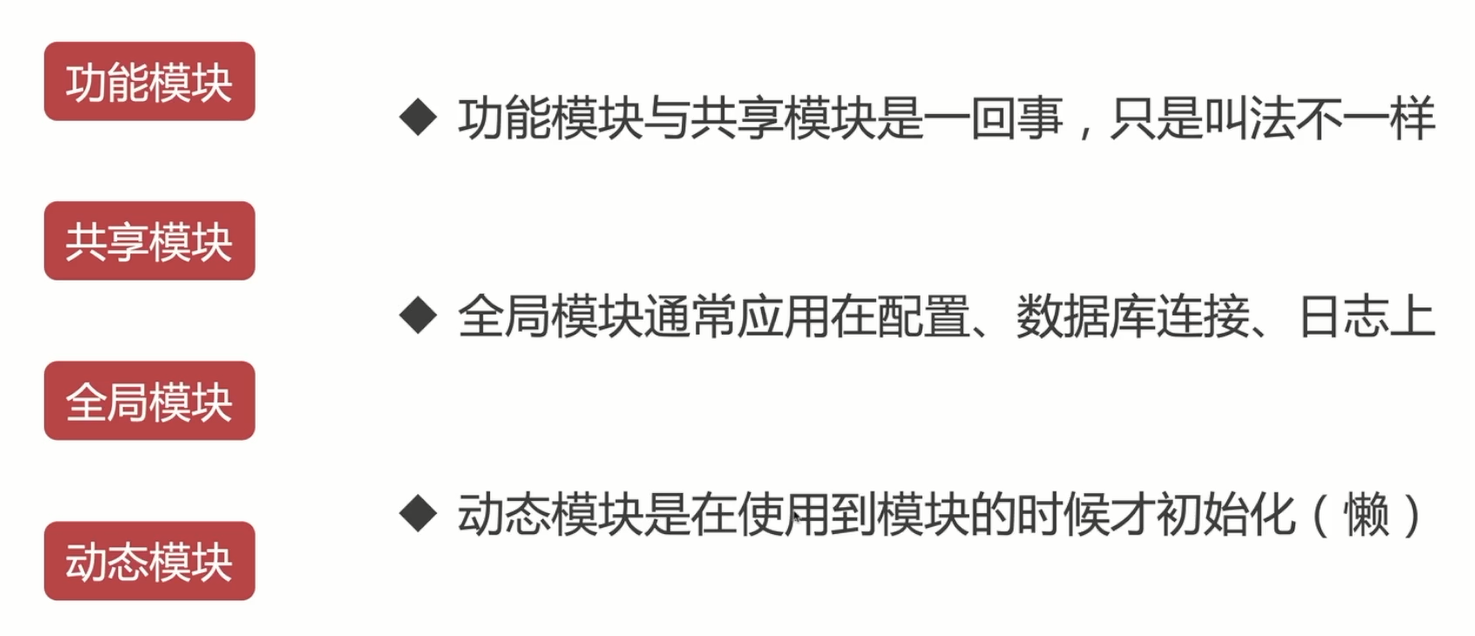 功能模块
共享模块
全局模块
动态模块
◆ 功能模块与共享模块是一回事，只是叫法不一样
◆ 全局模块通常应用在配置、数据库连接、日志上
◆ 动态模块是在使用到模块的时候才初始化（懒）